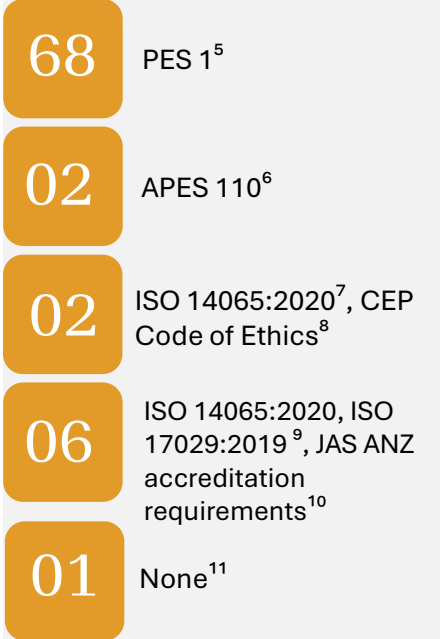 68
PES 1⁵
02
APES 110⁶
02
ISO 14065:2020⁷, CEP
Code of Ethics⁸
06
ISO 14065:2020, ISO
17029:2019 ⁹, JAS ANZ
accreditation
requirements¹⁰
01
None¹¹